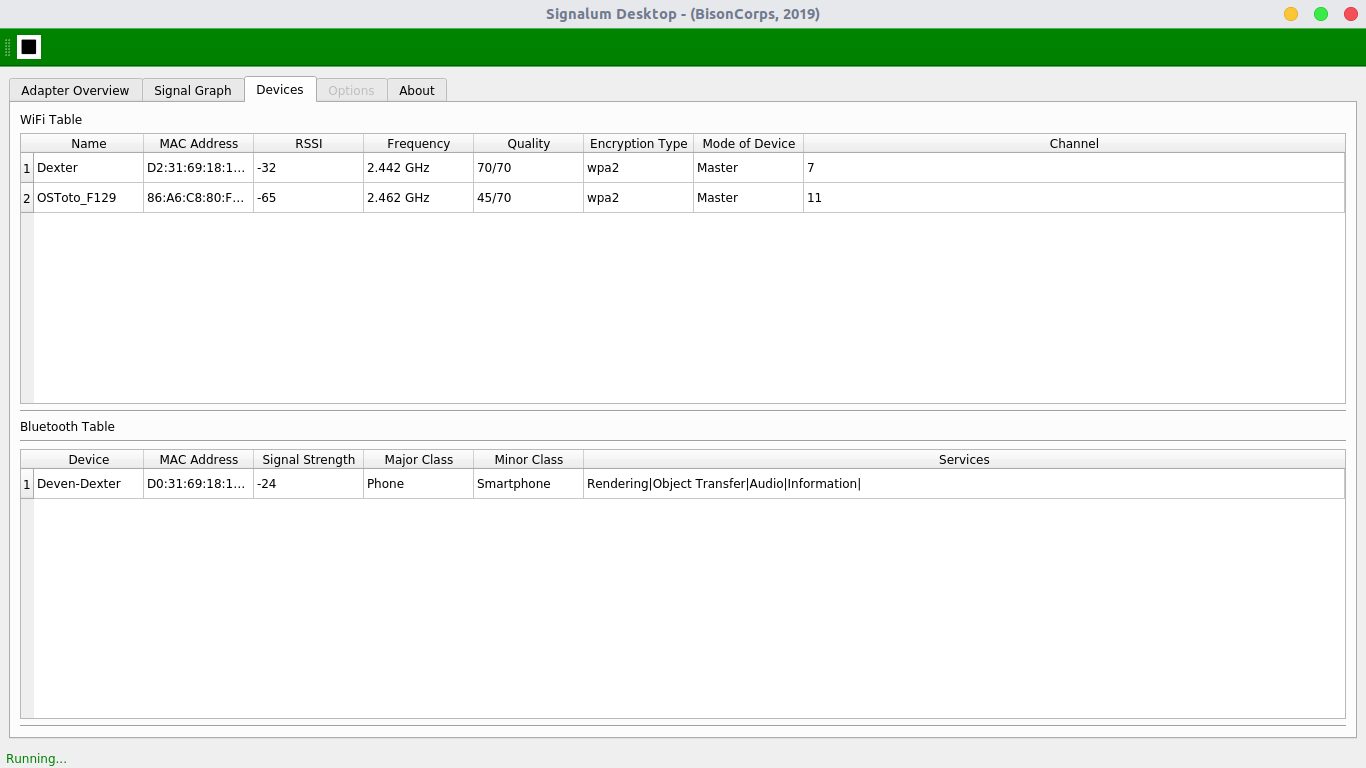 Signalum Desktop - (BisonCorps, 2019)
Adapter Overview Signal Graph Devices Options About
WiFi Table
Name MAC Address RSSI Frequency Quality Encryption Type Mode of Device Channel
1 Dexter D2:31:69:18:1... -32 2.442 GHz 70/70 wpa2 Master 7
2 OSToto_F129 86:A6:C8:80:F... -65 2.462 GHz 45/70 wpa2 Master 11
Bluetooth Table
Device MAC Address Signal Strength Major Class Minor Class Services
1 Deven-Dexter D0:31:69:18:1... -24 Phone Smartphone Rendering|Object Transfer|Audio|Information|
Running...